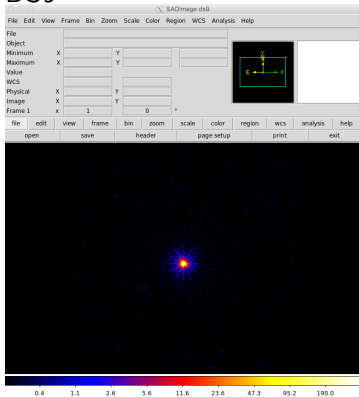 SAOImage ds9
File Edit View Frame Bin Zoom Scale Color Region WCS Analysis Help
File
Object
Minimum X Y
Maximum X Y
Value
WCS
Physical X Y
Image X Y
Frame 1 x 1 0 °
Y
E X
file edit view frame bin zoom scale color region wcs analysis help
open save header page setup print exit
0.4 1.1 2.6 5.6 11.6 23.6 47.3 95.2 190.0